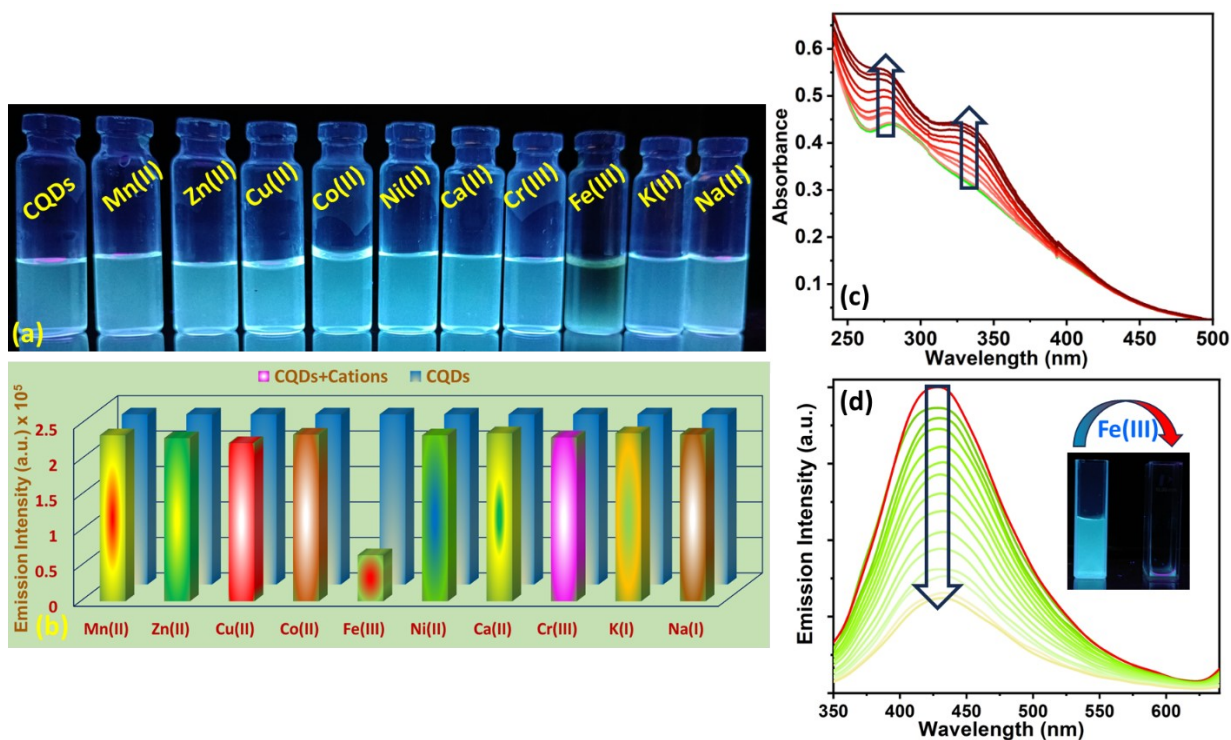 CQDs
Mn(II)
Zn(II)
Cu(II)
Co(II)
Ni(II)
Ca(II)
Cr(III)
Fe(III)
K(II)
Na(II)
(a)
CQDs+Cations CQDs
Emission Intensity (a.u.) x 10⁵
2.5
2
1.5
1
0.5
0
(b)
Mn(II) Zn(II) Cu(II) Co(II) Fe(III) Ni(II) Ca(II) Cr(III) K(I) Na(I)
Absorbance
0.6
0.5
0.4
0.3
0.2
0.1
(c)
250 300 350 400 450 500
Wavelength (nm)
(d)
Fe(III)
Emission Intensity (a.u.)
350 400 450 500 550 600
Wavelength (nm)